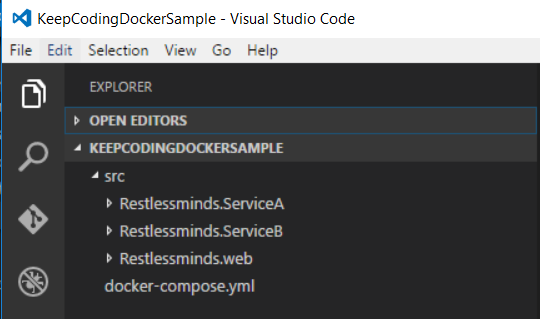 KeepCodingDockerSample - Visual Studio Code
File Edit Selection View Go Help
EXPLORER
OPEN EDITORS
KEEPCODINGDOCKERSAMPLE
src
Restlessminds.ServiceA
Restlessminds.ServiceB
Restlessminds.web
docker-compose.yml